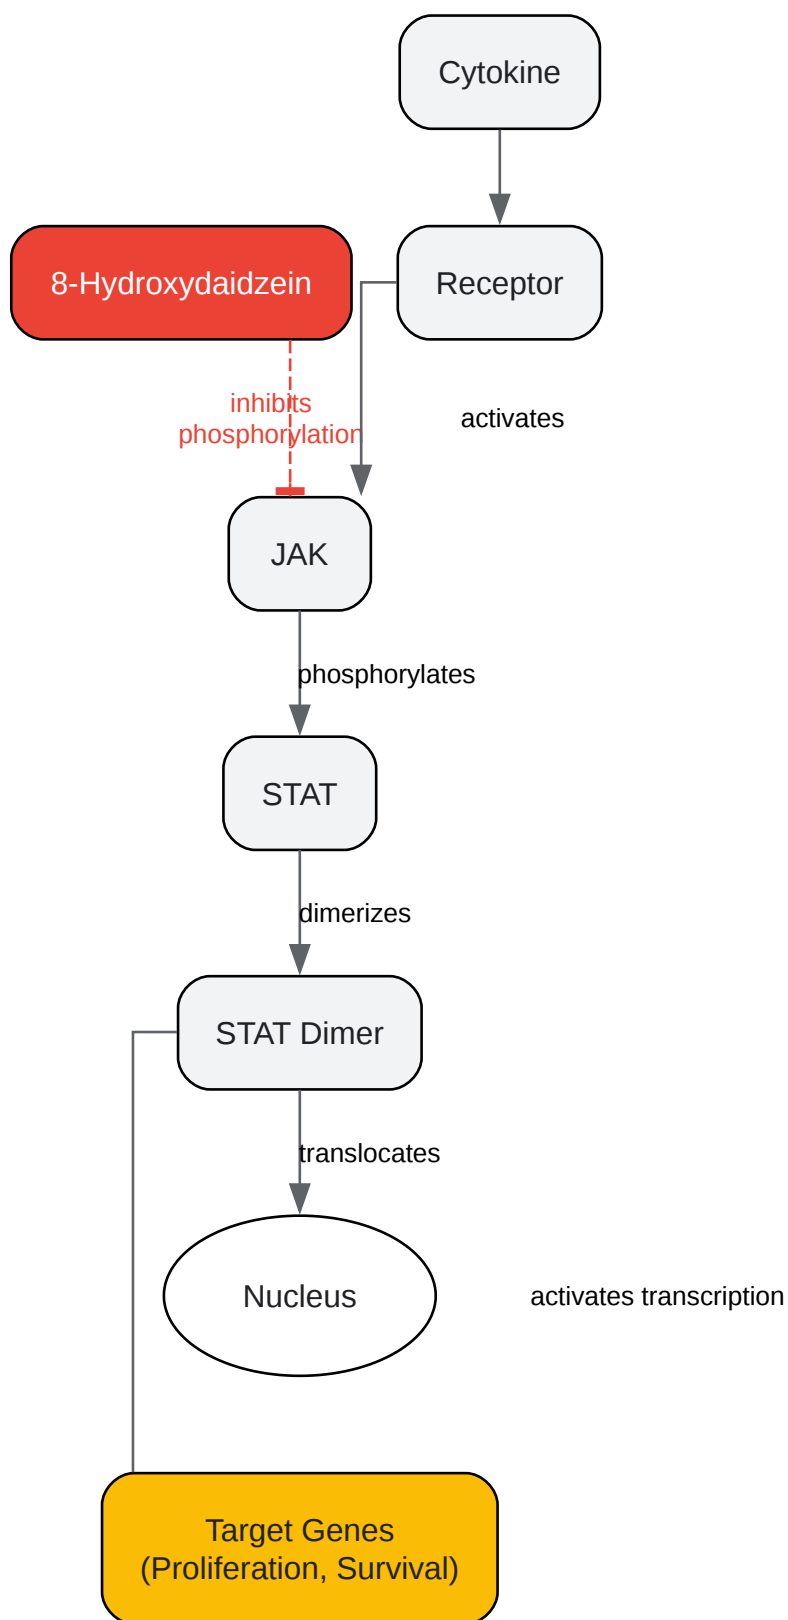 Cytokine
8-Hydroxydaidzein
Receptor
inhibits
phosphorylation
activates
JAK
phosphorylates
STAT
dimerizes
STAT Dimer
translocates
Nucleus
activates transcription
Target Genes
(Proliferation, Survival)